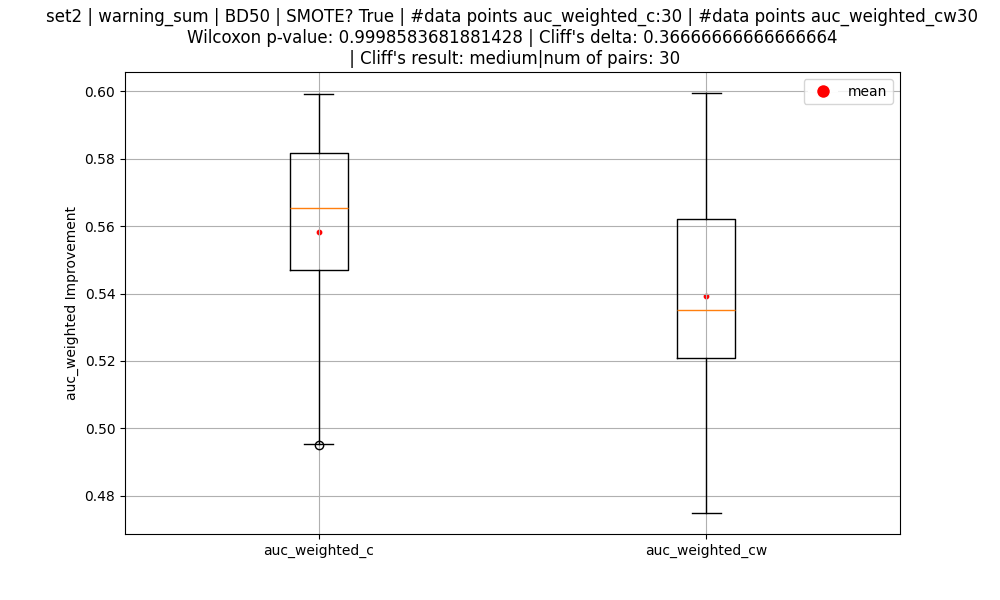 set2 | warning_sum | BD50 | SMOTE? True | #data points auc_weighted_c:30 | #data points auc_weighted_cw30
Wilcoxon p-value: 0.9998583681881428 | Cliff's delta: 0.36666666666666664
| Cliff's result: medium|num of pairs: 30
mean
0.60
0.58
0.56
0.54
0.52
0.50
0.48
auc_weighted Improvement
auc_weighted_c
auc_weighted_cw